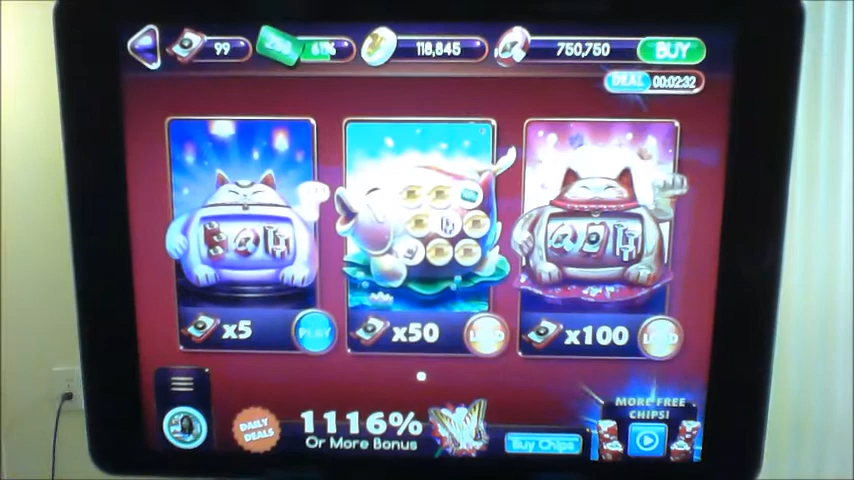 99
61%
118,845
750,750
BUY
DEAL 00:02:32
x5
PLAY
x50
x100
MORE FREE
CHIPS!
DAILY
DEALS
1116%
Or More Bonus
Buy Chips